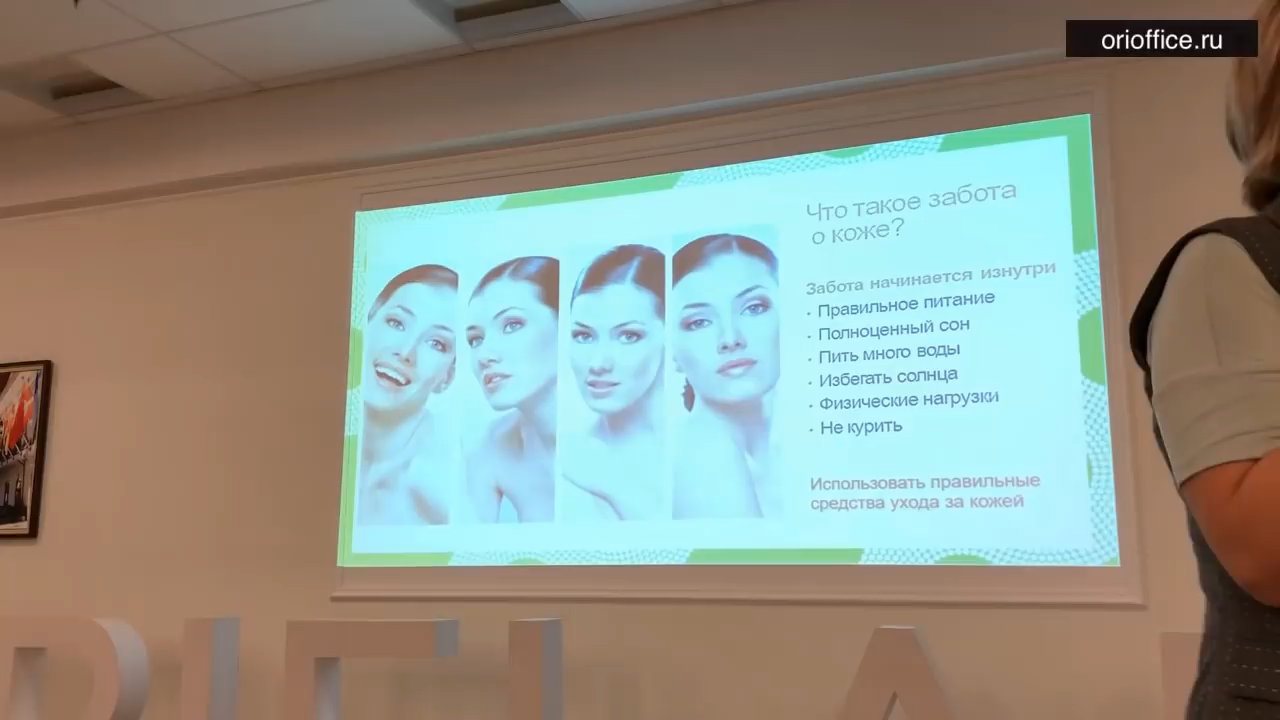 orioffice.ru
Что такое забота
о коже?
Забота начинается изнутри
• Правильное питание
• Полноценный сон
• Пить много воды
• Избегать солнца
• Физические нагрузки
• Не курить
Использовать правильные
средства ухода за кожей